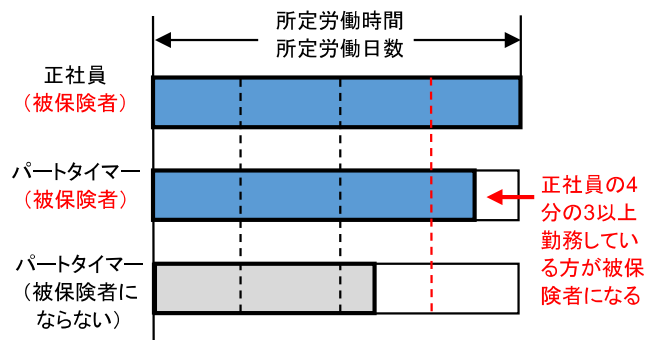 所定労働時間
所定労働日数
正社員
（被保険者）
パートタイマー
（被保険者）
正社員の4
分の3以上
勤務してい
る方が被保
険者になる
パートタイマー
（被保険者に
ならない）